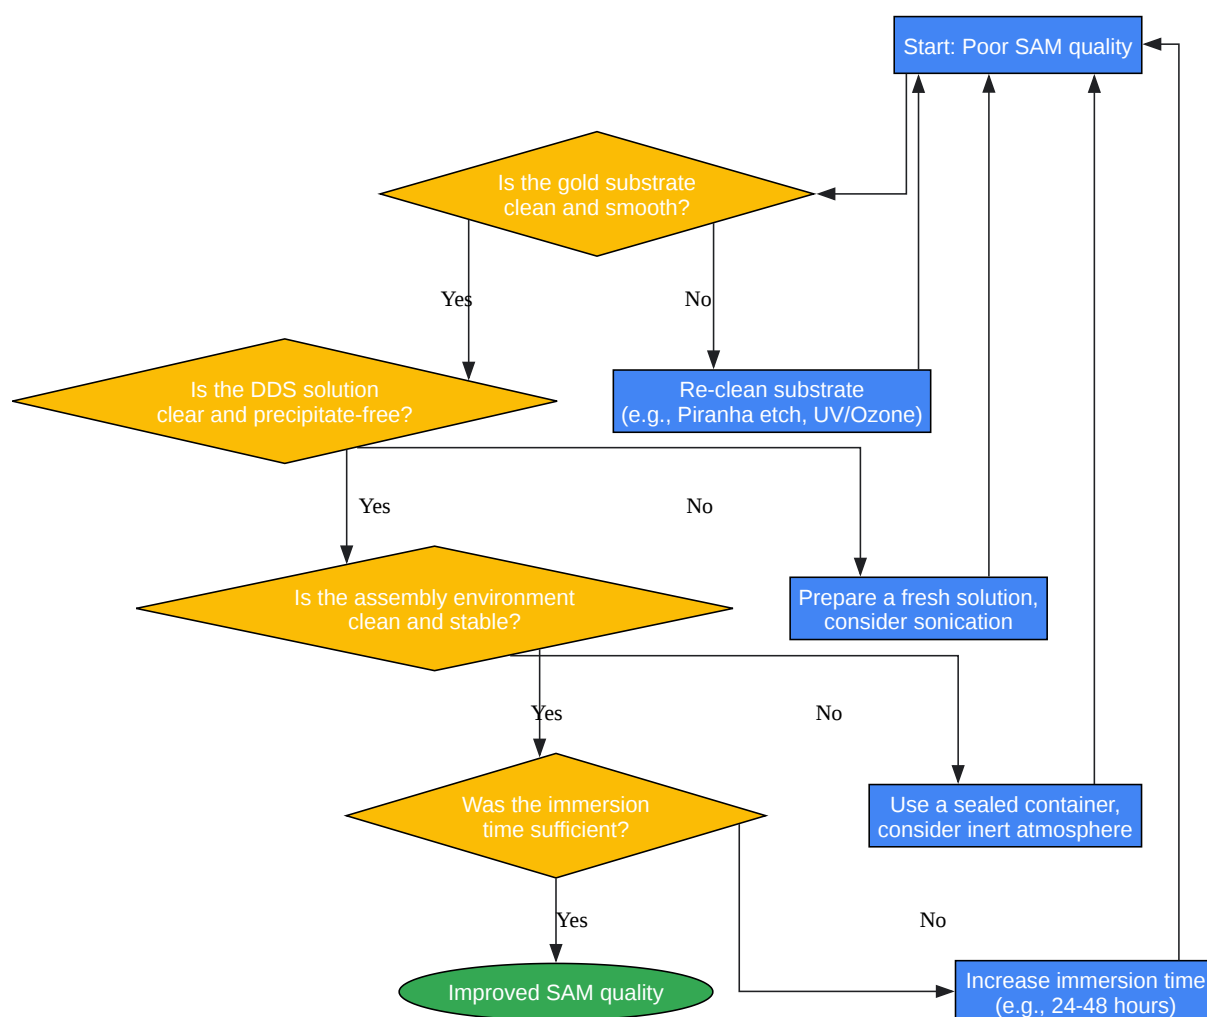 Start: Poor SAM quality
Is the gold substrate
clean and smooth?
Yes
No
Is the DDS solution
clear and precipitate-free?
Re-clean substrate
(e.g., Piranha etch, UV/Ozone)
Yes
No
Is the assembly environment
clean and stable?
Prepare a fresh solution,
consider sonication
Yes
No
Was the immersion
time sufficient?
Use a sealed container,
consider inert atmosphere
Yes
No
Improved SAM quality
Increase immersion time
(e.g., 24-48 hours)